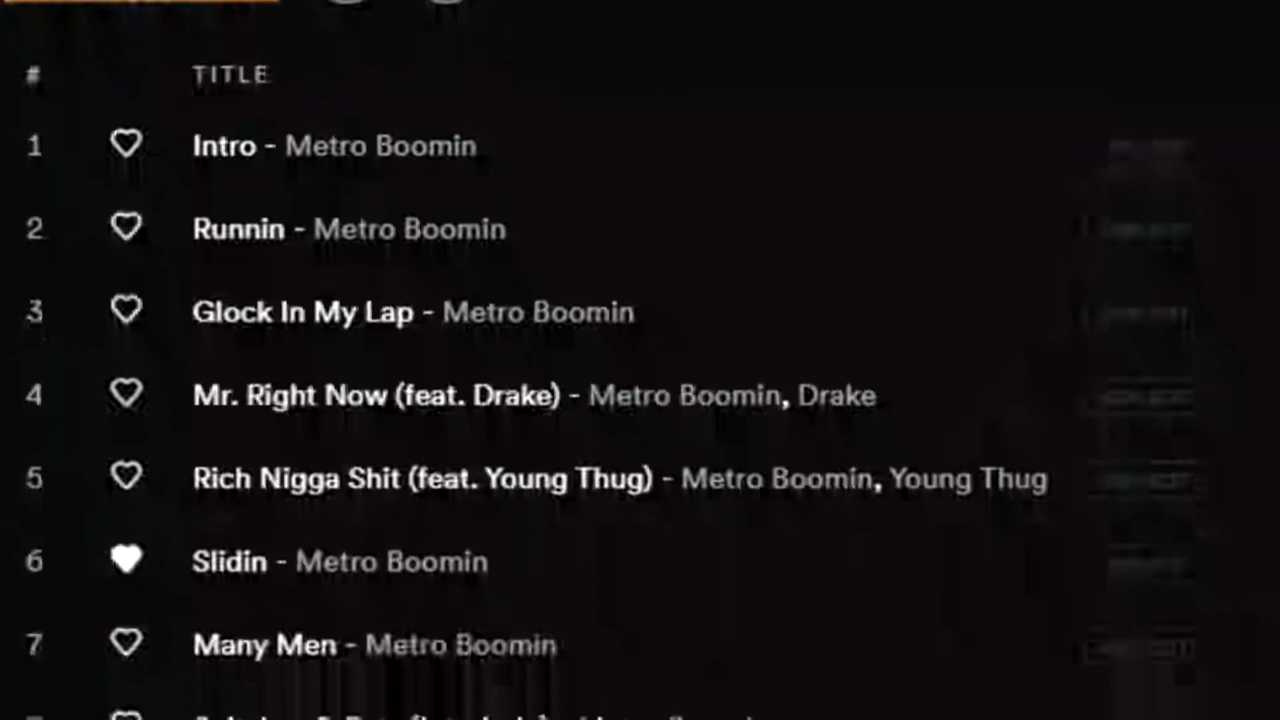 # TITLE
1 Intro - Metro Boomin
2 Runnin - Metro Boomin
3 Glock In My Lap - Metro Boomin
4 Mr. Right Now (feat. Drake) - Metro Boomin, Drake
5 Rich Nigga Shit (feat. Young Thug) - Metro Boomin, Young Thug
6 Slidin - Metro Boomin
7 Many Men - Metro Boomin